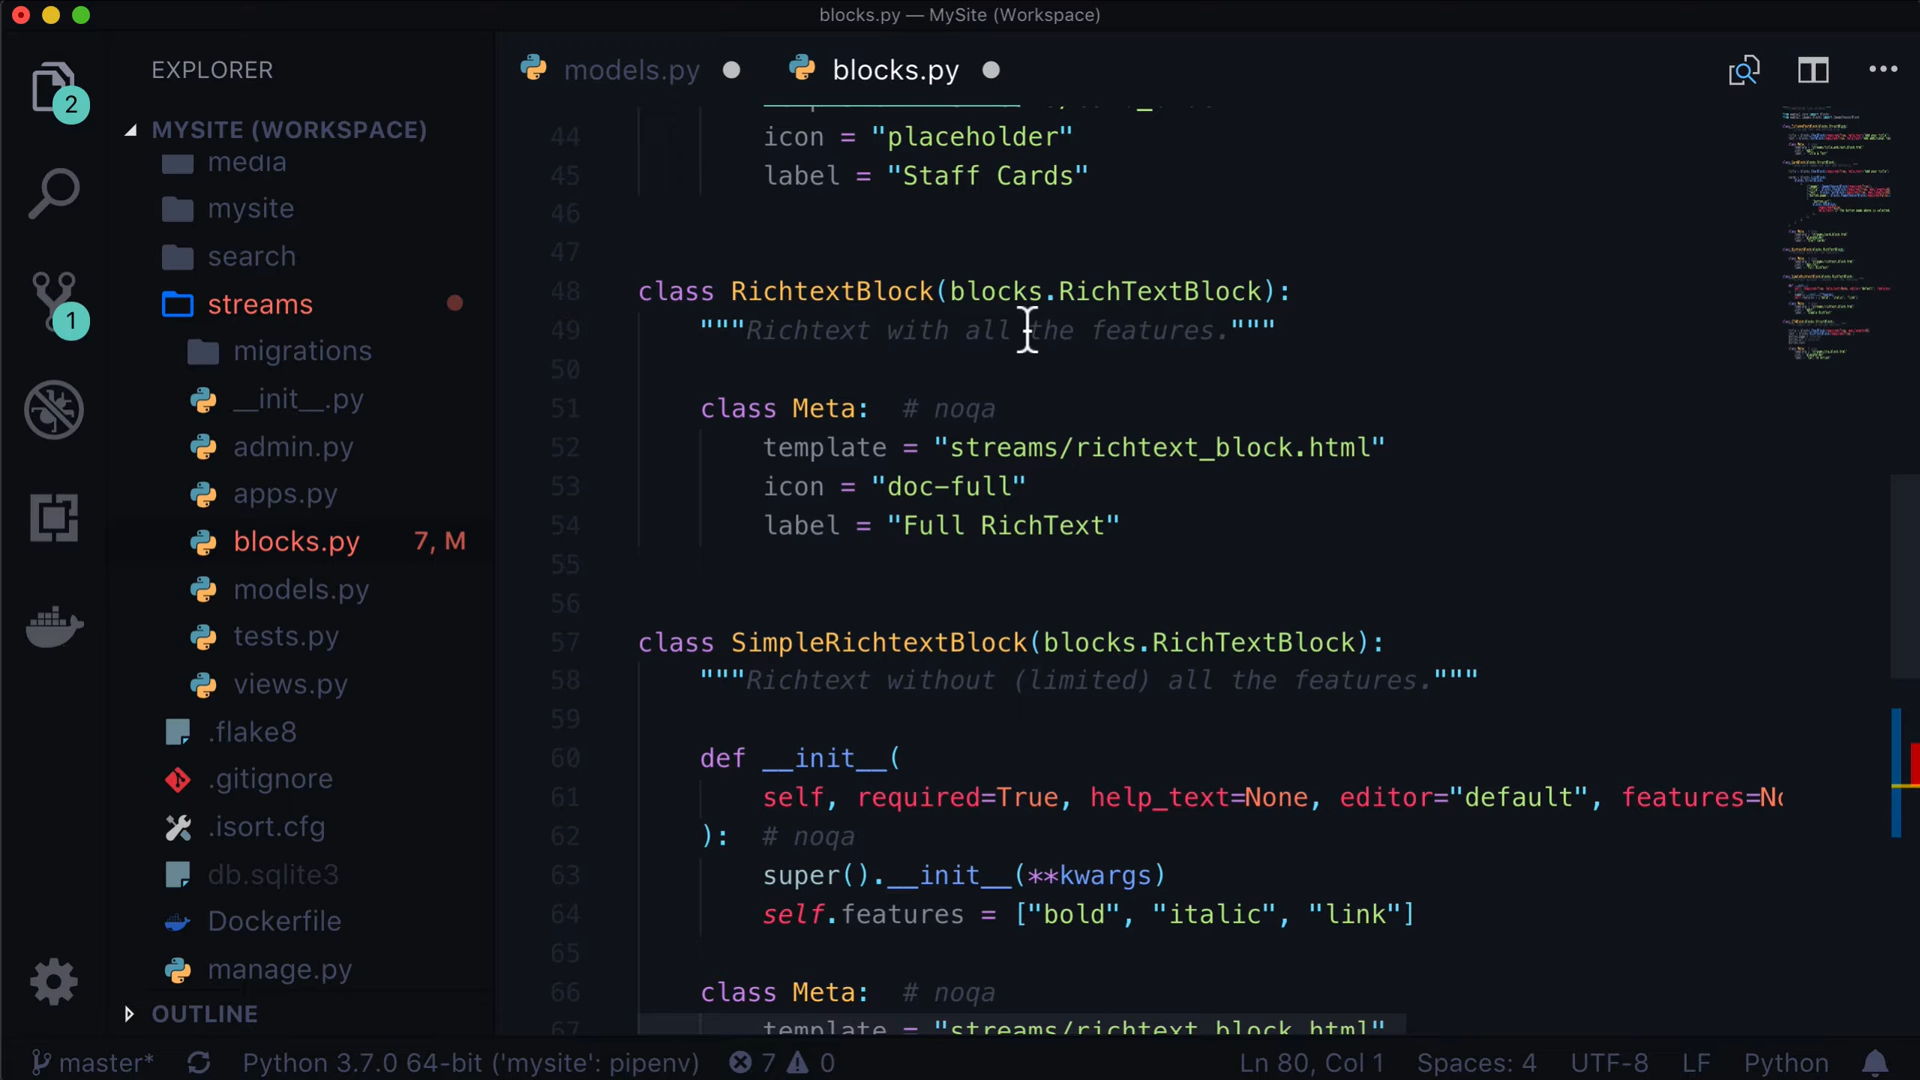 blocks.py — MySite (Workspace)
EXPLORER
models.py
blocks.py
2
MYSITE (WORKSPACE)
media
mysite
search
streams
1
migrations
__init__.py
admin.py
apps.py
blocks.py 7, M
models.py
tests.py
views.py
.flake8
.gitignore
.isort.cfg
db.sqlite3
Dockerfile
manage.py
OUTLINE
44 icon = "placeholder"
45 label = "Staff Cards"
46
47
48 class RichtextBlock(blocks.RichTextBlock):
49 """Richtext with all the features."""
50
51 class Meta:  # noqa
52 template = "streams/richtext_block.html"
53 icon = "doc-full"
54 label = "Full RichText"
55
56
57 class SimpleRichtextBlock(blocks.RichTextBlock):
58 """Richtext without (limited) all the features."""
59
60 def __init__(
61 self, required=True, help_text=None, editor="default", features=No
62 ):  # noqa
63 super().__init__(**kwargs)
64 self.features = ["bold", "italic", "link"]
65
66 class Meta:  # noqa
67 template = "streams/richtext_block.html"
master* Python 3.7.0 64-bit ('mysite': pipenv) 7 0 Ln 80, Col 1 Spaces: 4 UTF-8 LF Python